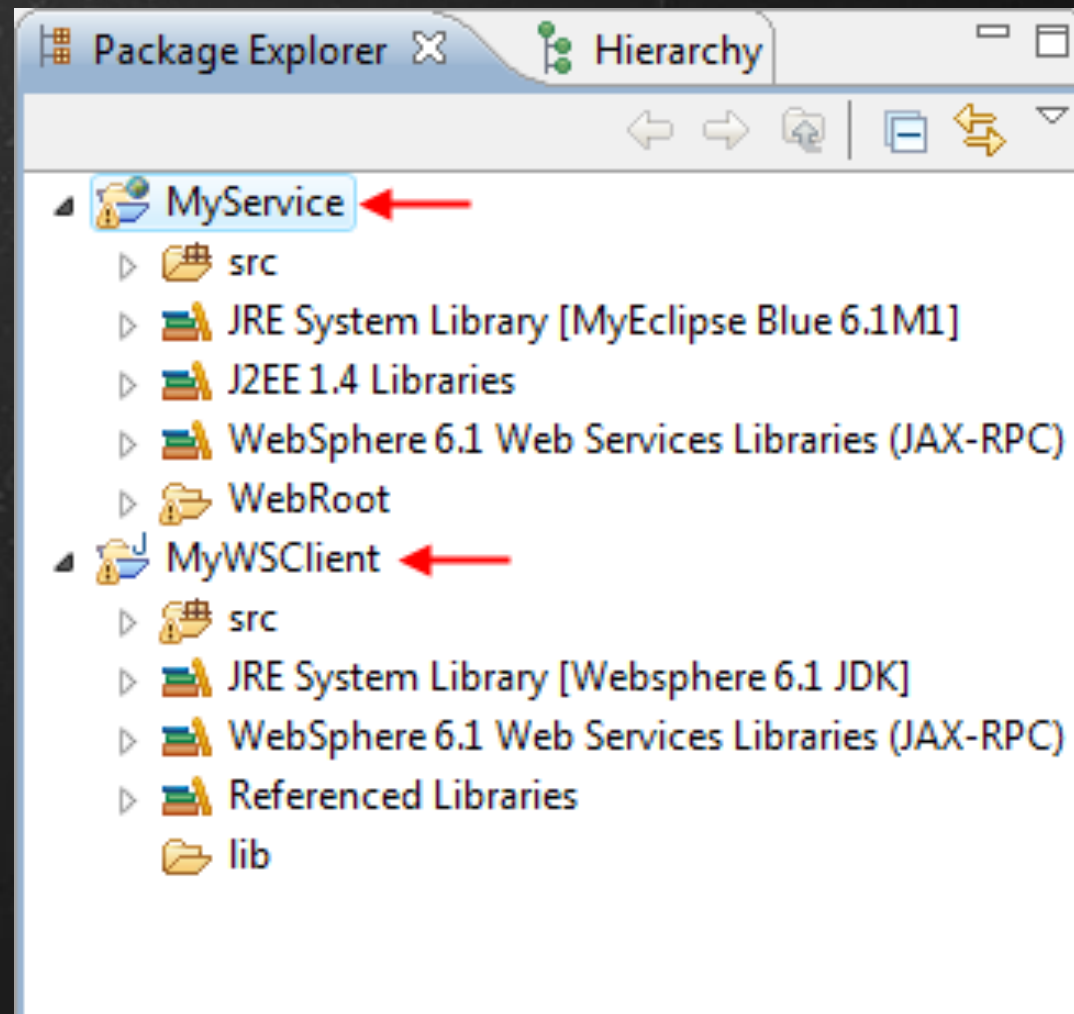 Package Explorer Hierarchy
MyService
src
JRE System Library [MyEclipse Blue 6.1M1]
J2EE 1.4 Libraries
WebSphere 6.1 Web Services Libraries (JAX-RPC)
WebRoot
MyWSClient
src
JRE System Library [Websphere 6.1 JDK]
WebSphere 6.1 Web Services Libraries (JAX-RPC)
Referenced Libraries
lib